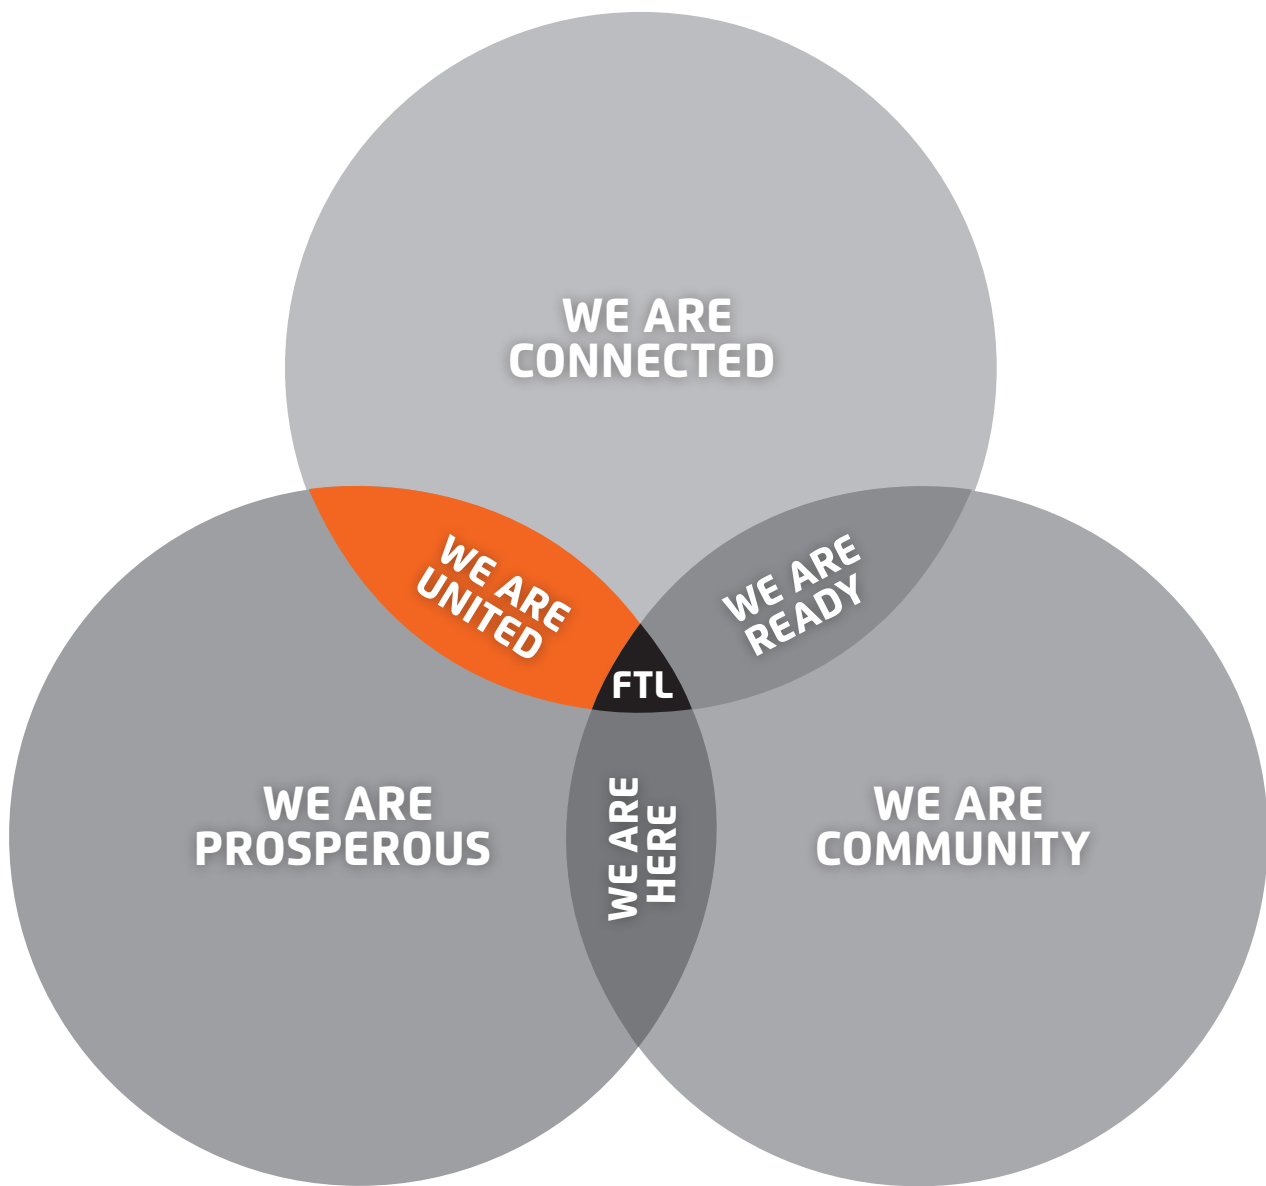 WE ARE
CONNECTED
WE ARE
UNITED
WE ARE
READY
FTL
WE ARE
PROSPEROUS
WE ARE
HERE
WE ARE
COMMUNITY